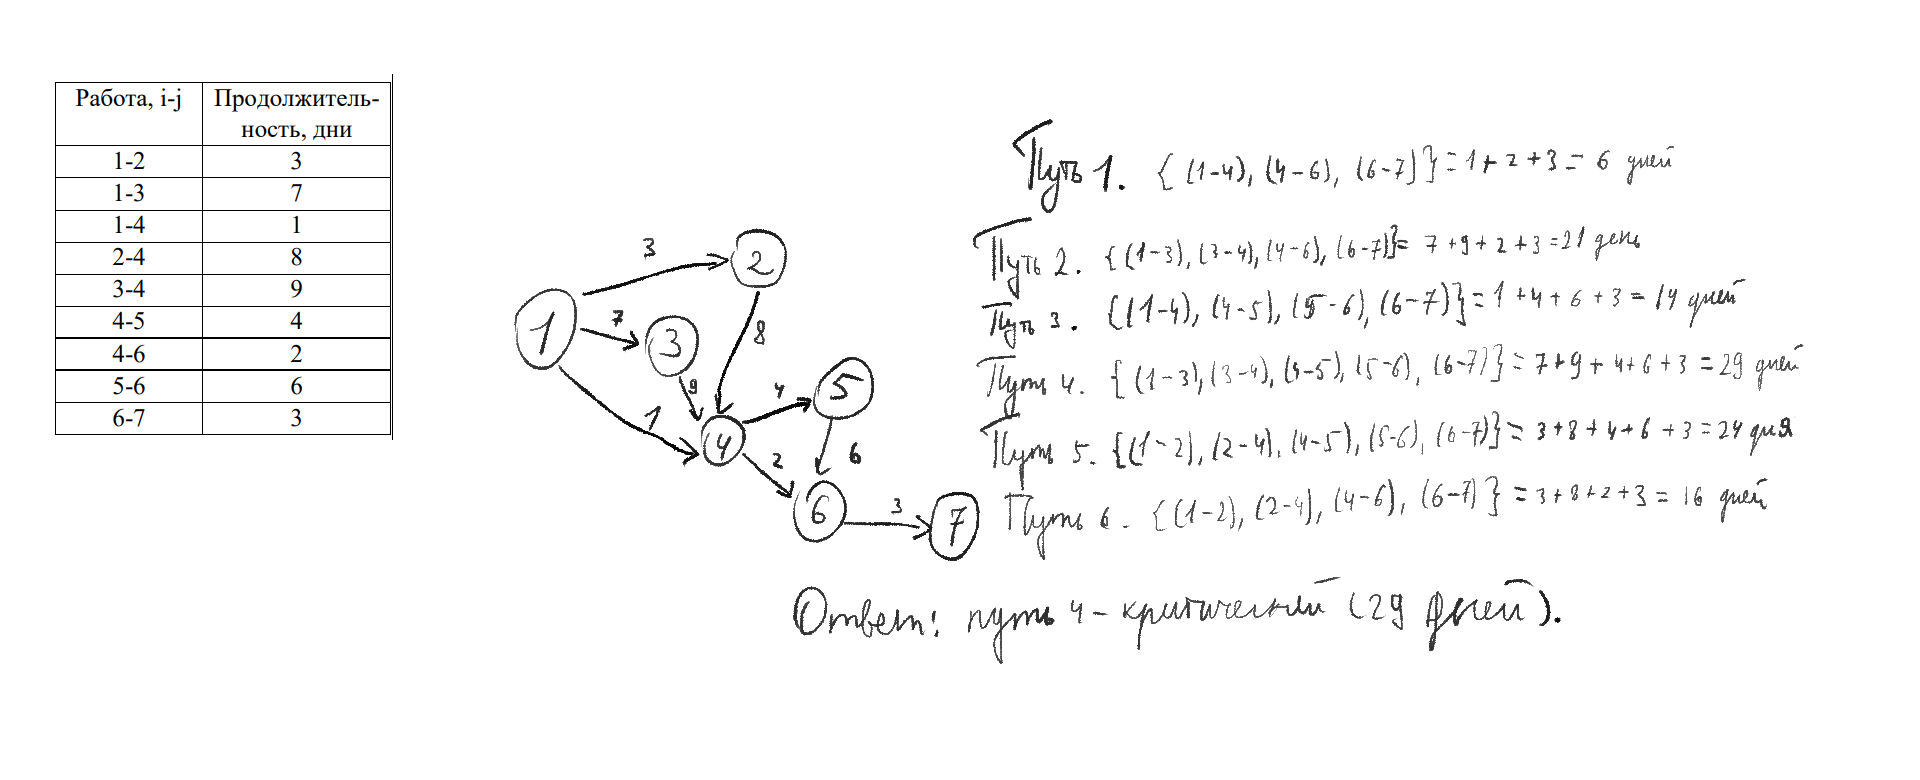 Работа, i-j Продолжитель-
ность, дни
1-2 3
1-3 7
1-4 1
2-4 8
3-4 9
4-5 4
4-6 2
5-6 6
6-7 3
3 2
1 7 3 8
9 4 5
1 4 2 6
6 3 7
Путь 1. { (1-4), (4-6), (6-7)} = 1+2+3 = 6 дней
Путь 2. {(1-3), (3-4), (4-6), (6-7)}= 7+9+2+3=21 день
Путь 3. {(1-4), (4-5), (5-6), (6-7)} = 1+4+6+3 = 14 дней
Путь 4. {(1-3), (3-4), (4-5), (5-6), (6-7)} = 7+9+4+6+3 = 29 дней
Путь 5. {(1-2), (2-4), (4-5), (5-6), (6-7)} = 3+8+4+6+3=24 дня
Путь 6. {(1-2), (2-4), (4-6), (6-7)} = 3+8+2+3 = 16 дней
Ответ: путь 4 - критический (29 дней).